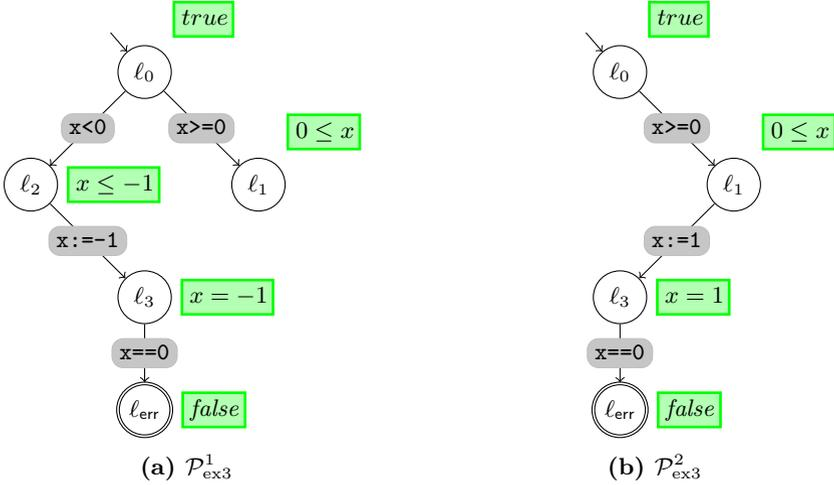 true true
ℓ0 ℓ0
x<0 x>=0 0 ≤ x x>=0 0 ≤ x
ℓ2 x ≤ −1 ℓ1 ℓ1
x:=-1 x:=1
ℓ3 x = −1 ℓ3 x = 1
x==0 x==0
ℓerr false ℓerr false
(a) P¹ex3 (b) P²ex3